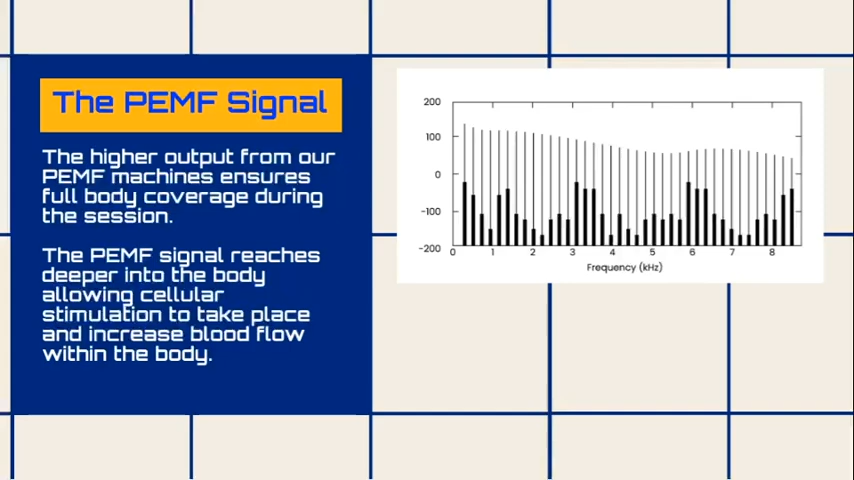 The PEMF Signal
The higher output from our
PEMF machines ensures
full body coverage during
the session.
The PEMF signal reaches
deeper into the body
allowing cellular
stimulation to take place
and increase blood flow
within the body.
200
100
0
-100
-200
0 1 2 3 4 5 6 7 8
Frequency (kHz)